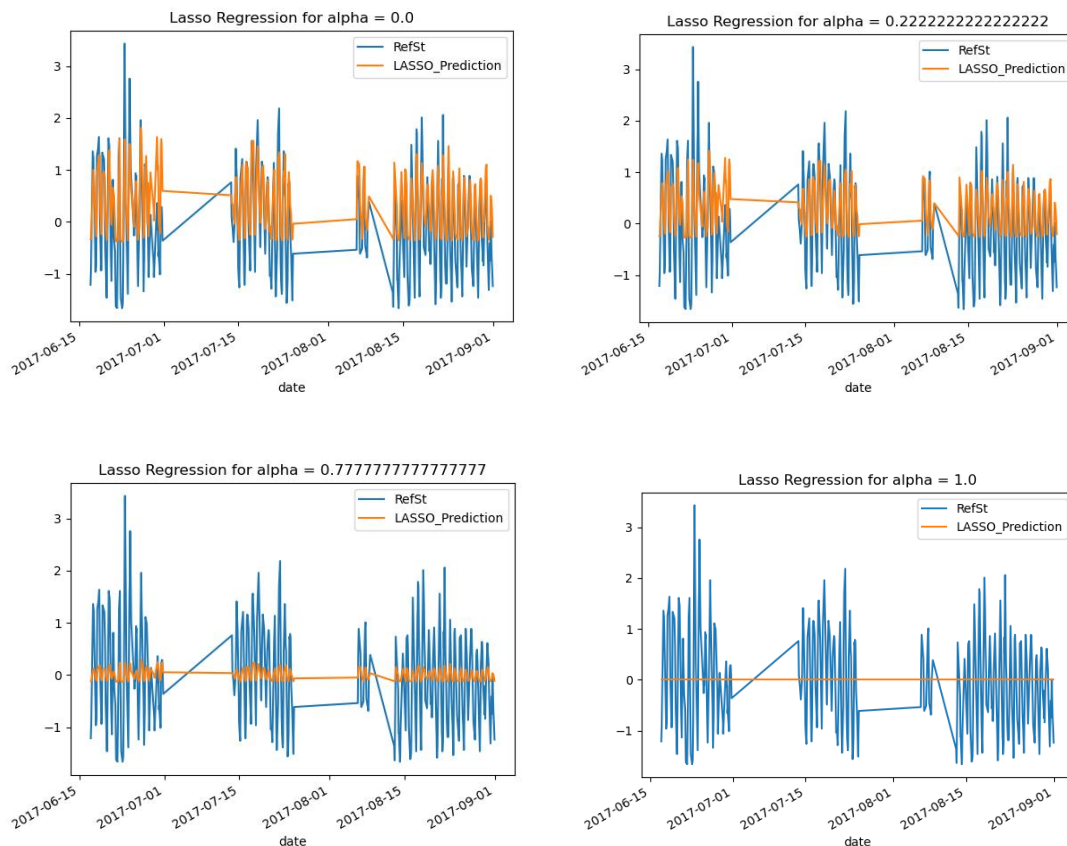 Lasso Regression for alpha = 0.0
RefSt
LASSO_Prediction
3
2
1
0
−1
2017-06-15
2017-07-01
2017-07-15
2017-08-01
2017-08-15
2017-09-01
date
Lasso Regression for alpha = 0.2222222222222222
RefSt
LASSO_Prediction
3
2
1
0
−1
2017-06-15
2017-07-01
2017-07-15
2017-08-01
2017-08-15
2017-09-01
date
Lasso Regression for alpha = 0.7777777777777777
RefSt
LASSO_Prediction
3
2
1
0
−1
2017-06-15
2017-07-01
2017-07-15
2017-08-01
2017-08-15
2017-09-01
date
Lasso Regression for alpha = 1.0
RefSt
LASSO_Prediction
3
2
1
0
−1
2017-06-15
2017-07-01
2017-07-15
2017-08-01
2017-08-15
2017-09-01
date